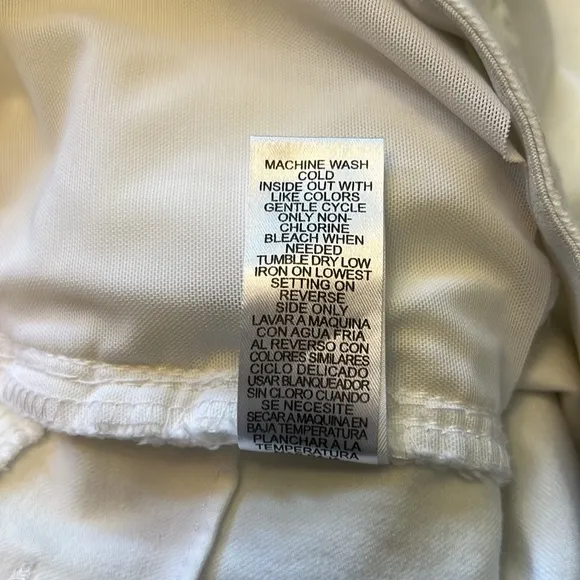 MACHINE WASH
COLD
INSIDE OUT WITH
LIKE COLORS
GENTLE CYCLE
ONLY NON-
CHLORINE
BLEACH WHEN
NEEDED
TUMBLE DRY LOW
IRON ON LOWEST
SETTING ON
REVERSE
SIDE ONLY
LAVAR A MAQUINA
CON AGUA FRIA
AL REVERSO CON
COLORES SIMILARES
CICLO DELICADO
USAR BLANQUEADOR
SIN CLORO CUANDO
SE NECESITE
SECAR A MAQUINA EN
BAJA TEMPERATURA
PLANCHAR A LA
TEMPERATURA